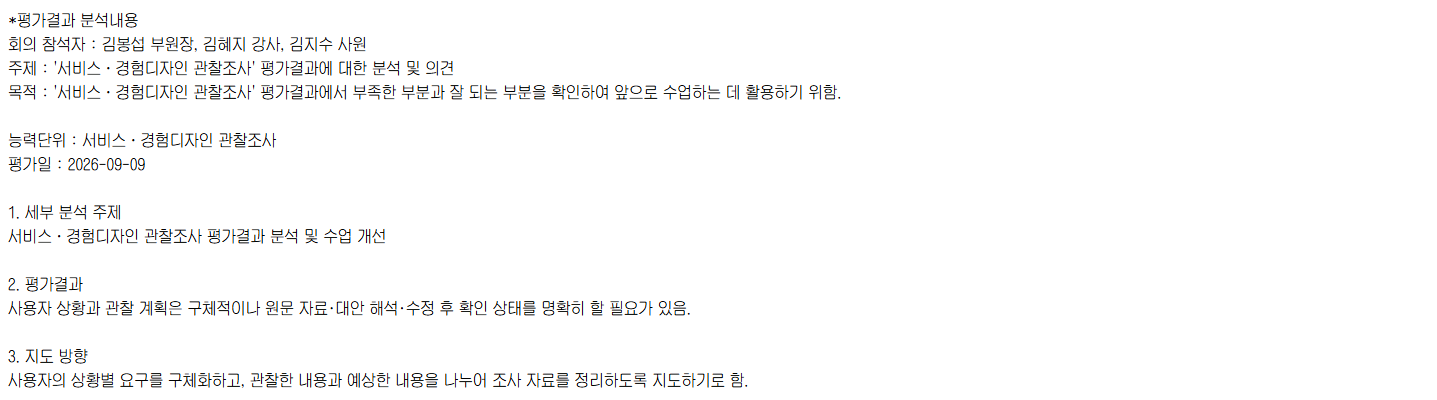 *평가결과 분석내용
회의 참석자 : 김봉섭 부원장, 김혜지 강사, 김지수 사원
주제 : '서비스·경험디자인 관찰조사' 평가결과에 대한 분석 및 의견
목적 : '서비스·경험디자인 관찰조사' 평가결과에서 부족한 부분과 잘 되는 부분을 확인하여 앞으로 수업하는 데 활용하기 위함.
능력단위 : 서비스·경험디자인 관찰조사
평가일 : 2026-09-09
1. 세부 분석 주제
서비스·경험디자인 관찰조사 평가결과 분석 및 수업 개선
2. 평가결과
사용자 상황과 관찰 계획은 구체적이나 원문 자료·대안 해석·수정 후 확인 상태를 명확히 할 필요가 있음.
3. 지도 방향
사용자의 상황별 요구를 구체화하고, 관찰한 내용과 예상한 내용을 나누어 조사 자료를 정리하도록 지도하기로 함.